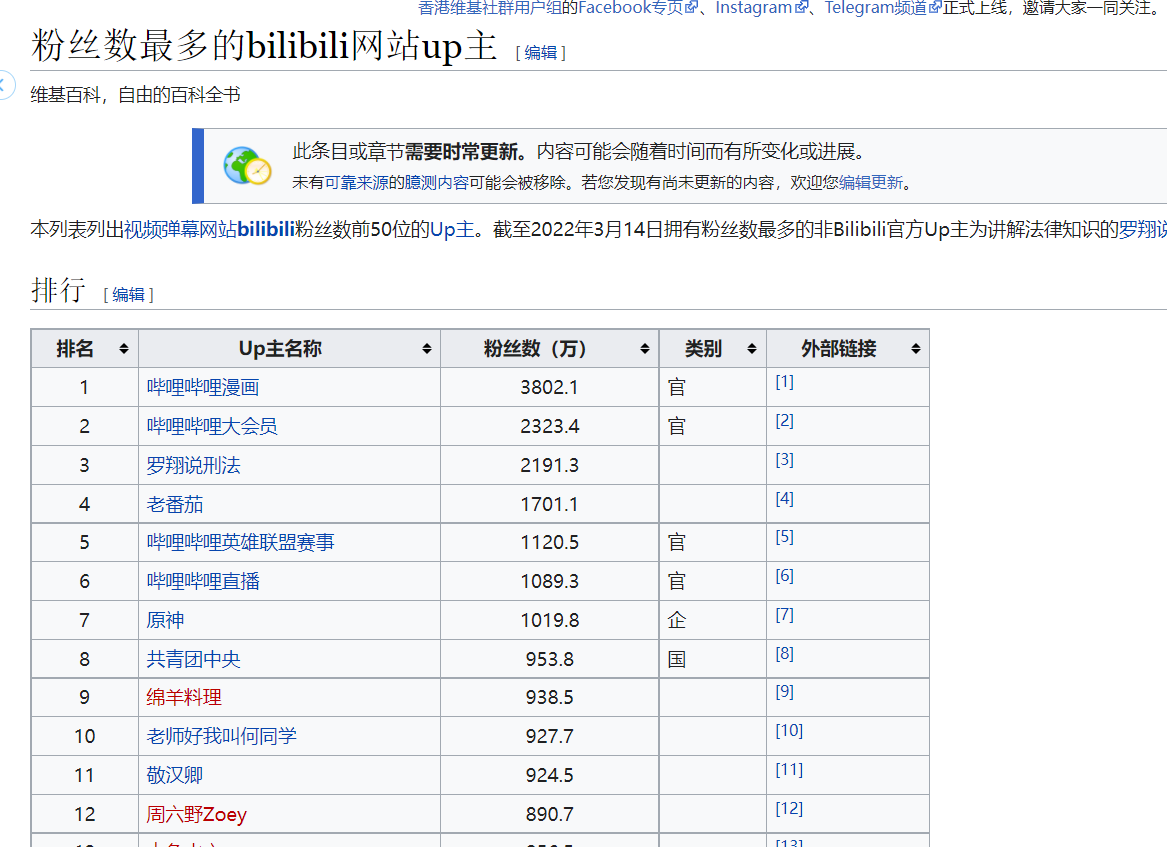 香港维基社群用户组的Facebook专页、Instagram、Telegram频道正式上线，邀请大家一同关注。
粉丝数最多的bilibili网站up主 [编辑]
维基百科，自由的百科全书
此条目或章节需要时常更新。内容可能会随着时间而有所变化或进展。
未有可靠来源的臆测内容可能会被移除。若您发现有尚未更新的内容，欢迎您编辑更新。
本列表列出视频弹幕网站bilibili粉丝数前50位的Up主。截至2022年3月14日拥有粉丝数最多的非Bilibili官方Up主为讲解法律知识的罗翔说
排行 [编辑]
排名 Up主名称 粉丝数（万） 类别 外部链接
1 哔哩哔哩漫画 3802.1 官 [1]
2 哔哩哔哩大会员 2323.4 官 [2]
3 罗翔说刑法 2191.3 [3]
4 老番茄 1701.1 [4]
5 哔哩哔哩英雄联盟赛事 1120.5 官 [5]
6 哔哩哔哩直播 1089.3 官 [6]
7 原神 1019.8 企 [7]
8 共青团中央 953.8 国 [8]
9 绵羊料理 938.5 [9]
10 老师好我叫何同学 927.7 [10]
11 敬汉卿 924.5 [11]
12 周六野Zoey 890.7 [12]
[13]